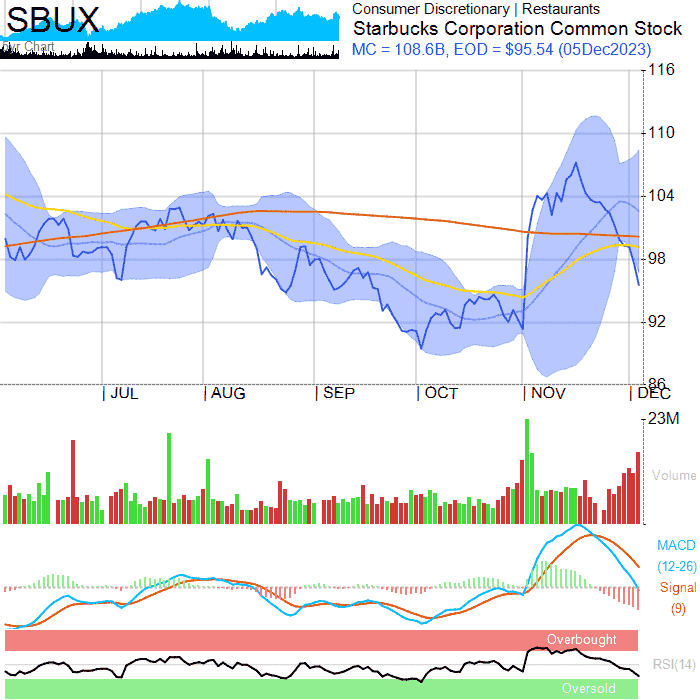 SBUX
Consumer Discretionary | Restaurants
Starbucks Corporation Common Stock
MC = 108.6B, EOD = $95.54 (05Dec2023)
Chart
116
110
104
98
92
86
JUL
AUG
SEP
OCT
NOV
DEC
23M
Volume
MACD
(12-26)
Signal
(9)
Overbought
RSI(14)
Oversold